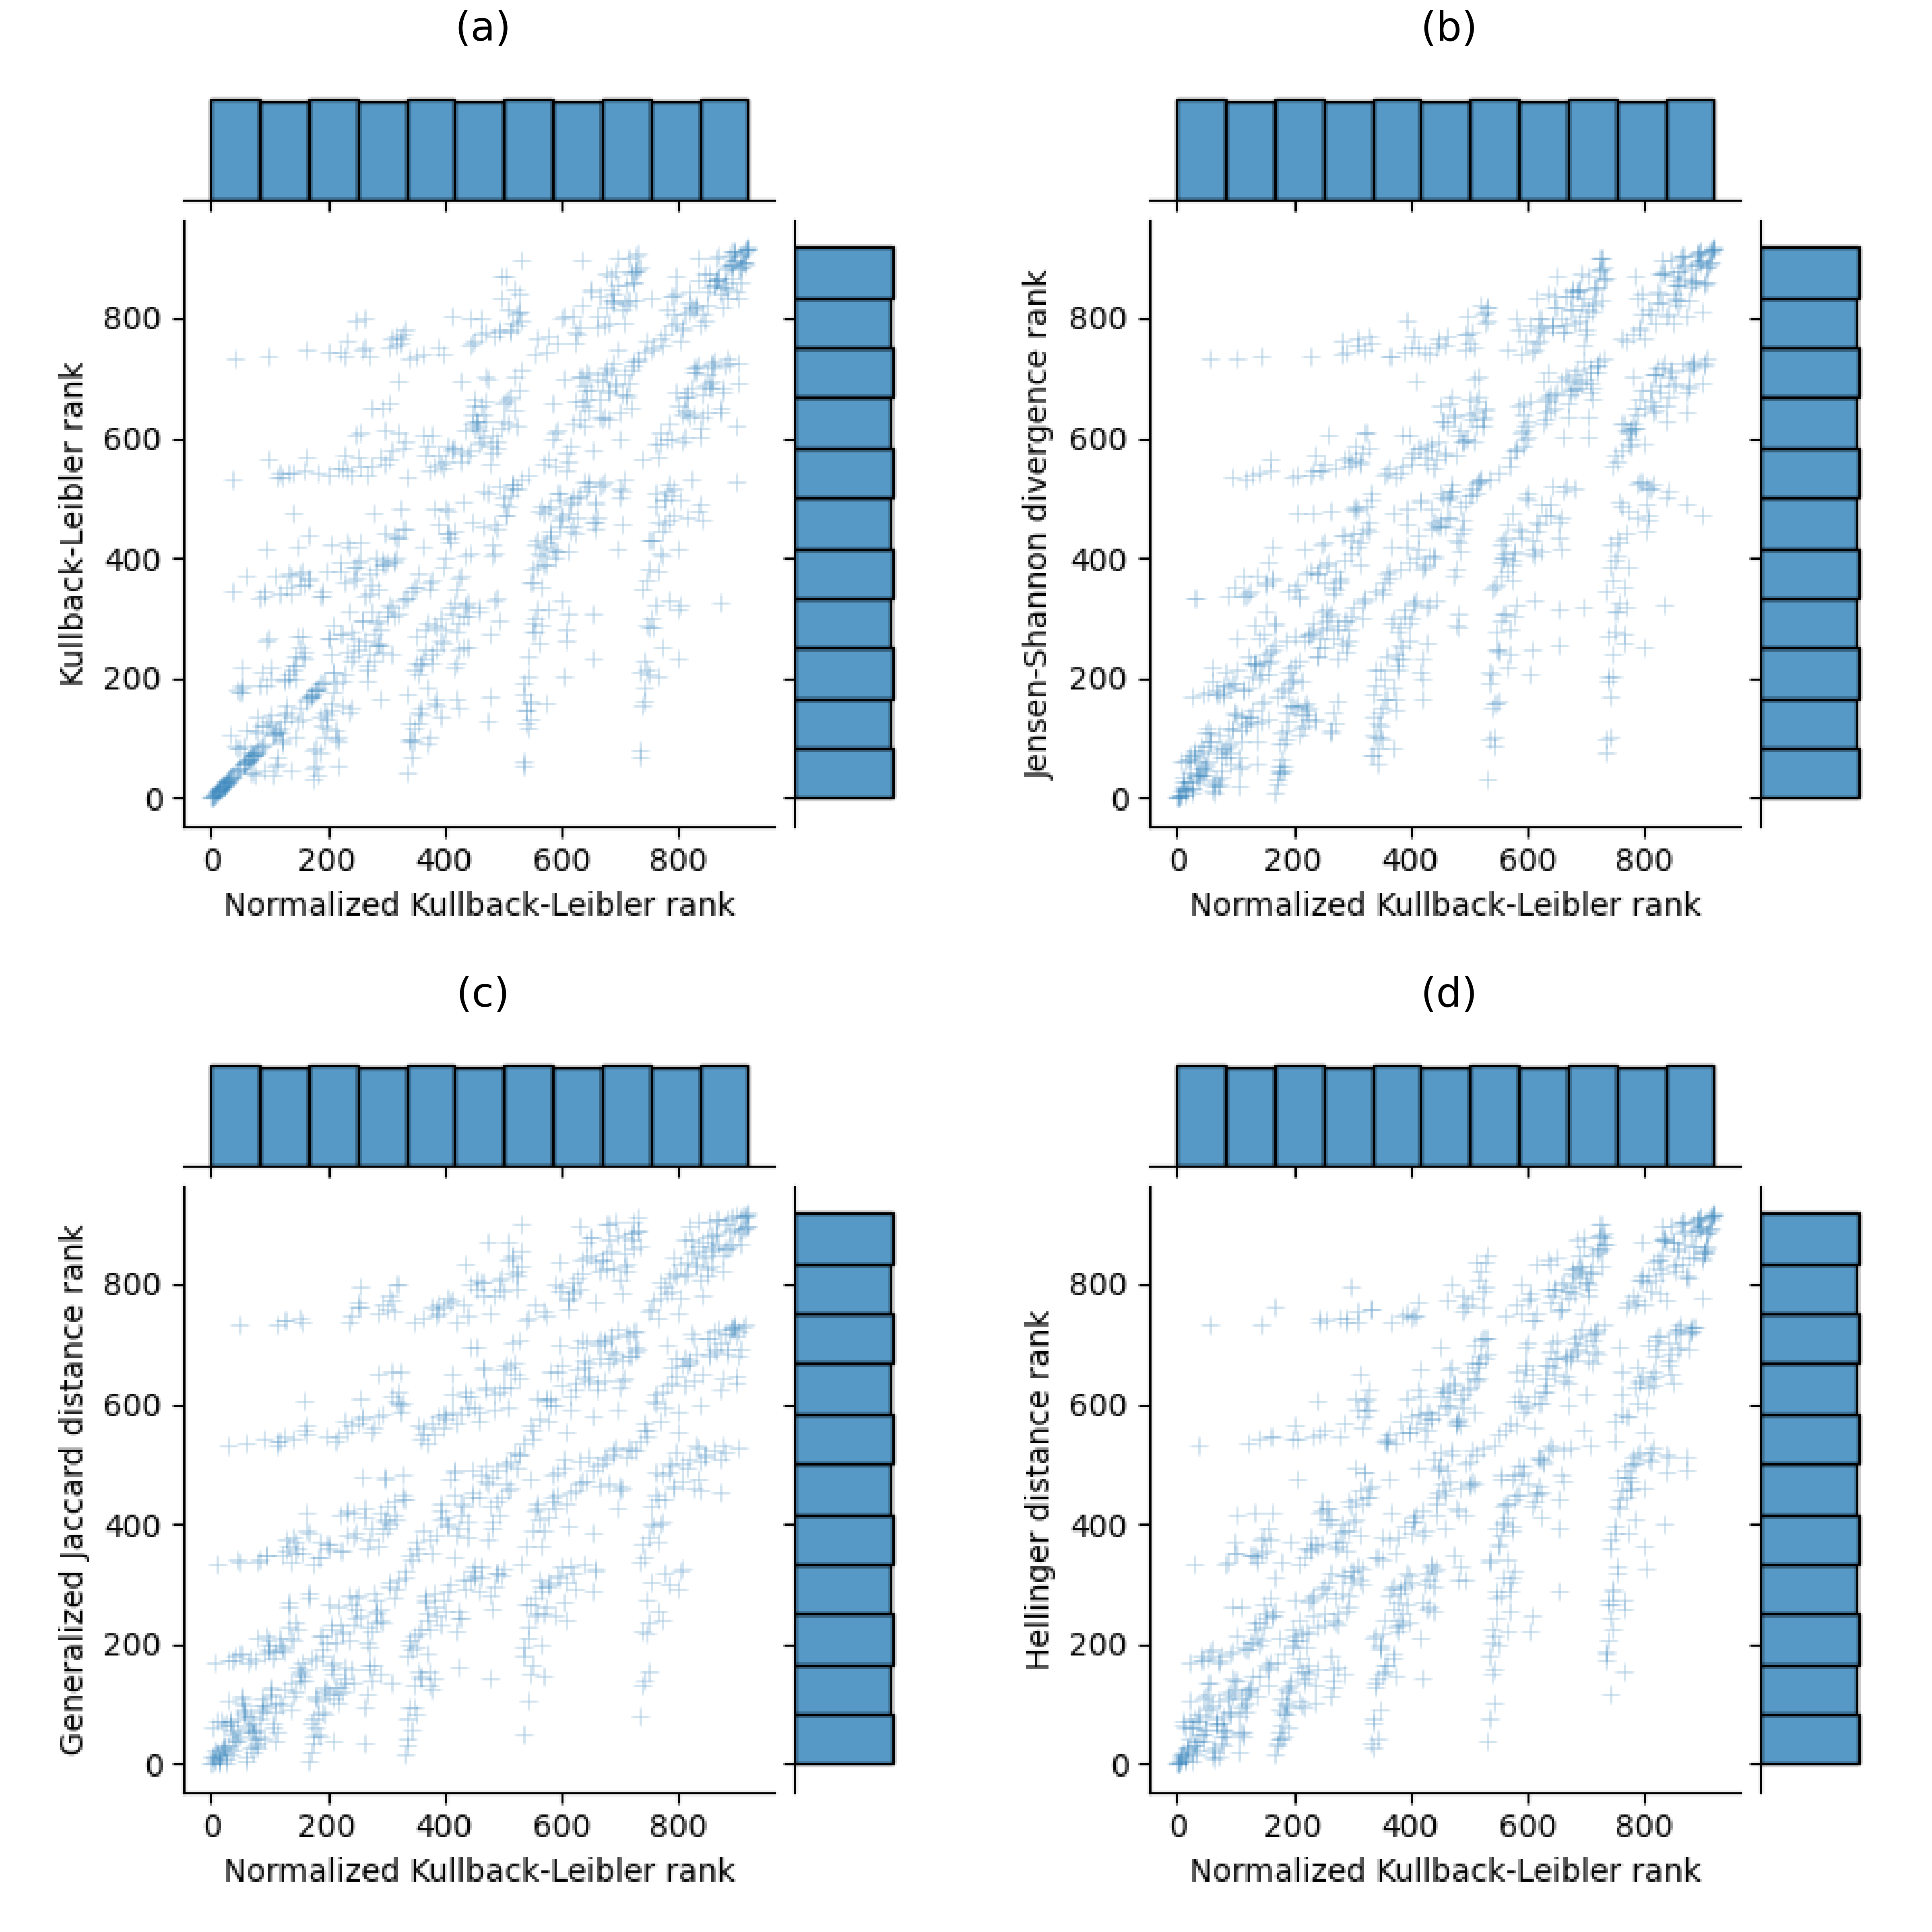 (a)
Kullback-Leibler rank
800
600
400
200
0
0 200 400 600 800
Normalized Kullback-Leibler rank
(b)
Jensen-Shannon divergence rank
800
600
400
200
0
0 200 400 600 800
Normalized Kullback-Leibler rank
(c)
Generalized Jaccard distance rank
800
600
400
200
0
0 200 400 600 800
Normalized Kullback-Leibler rank
(d)
Hellinger distance rank
800
600
400
200
0
0 200 400 600 800
Normalized Kullback-Leibler rank